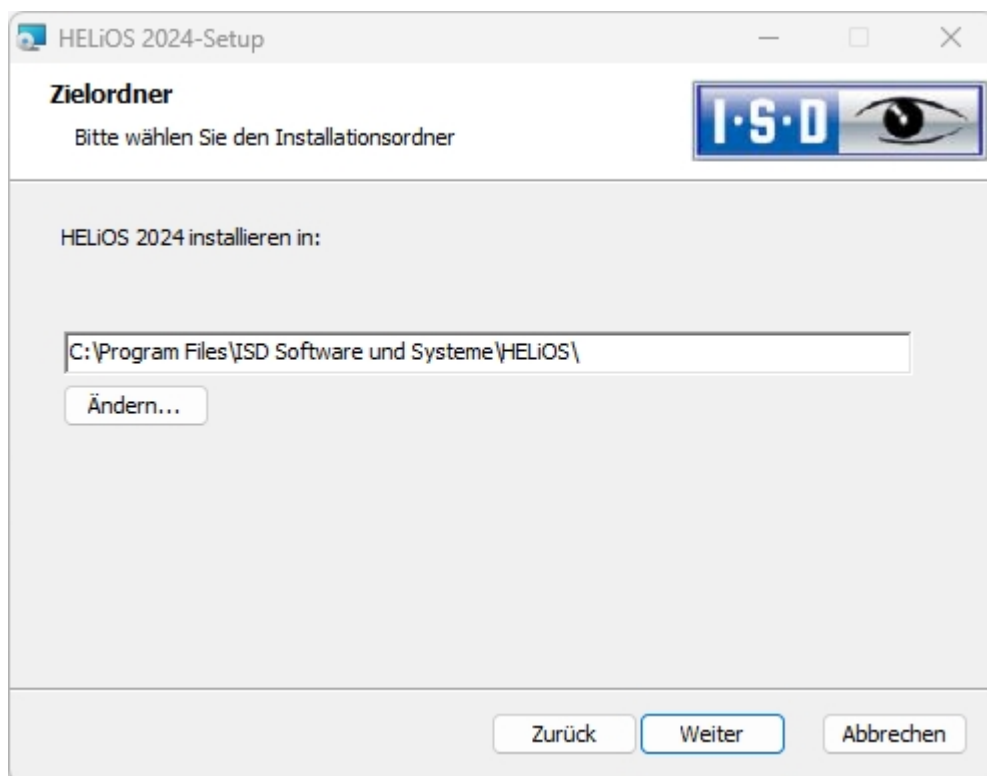 HELiOS 2024-Setup
Zielordner
Bitte wählen Sie den Installationsordner
I·S·D
HELiOS 2024 installieren in:
C:\Program Files\ISD Software und Systeme\HELiOS\
Ändern...
Zurück
Weiter
Abbrechen